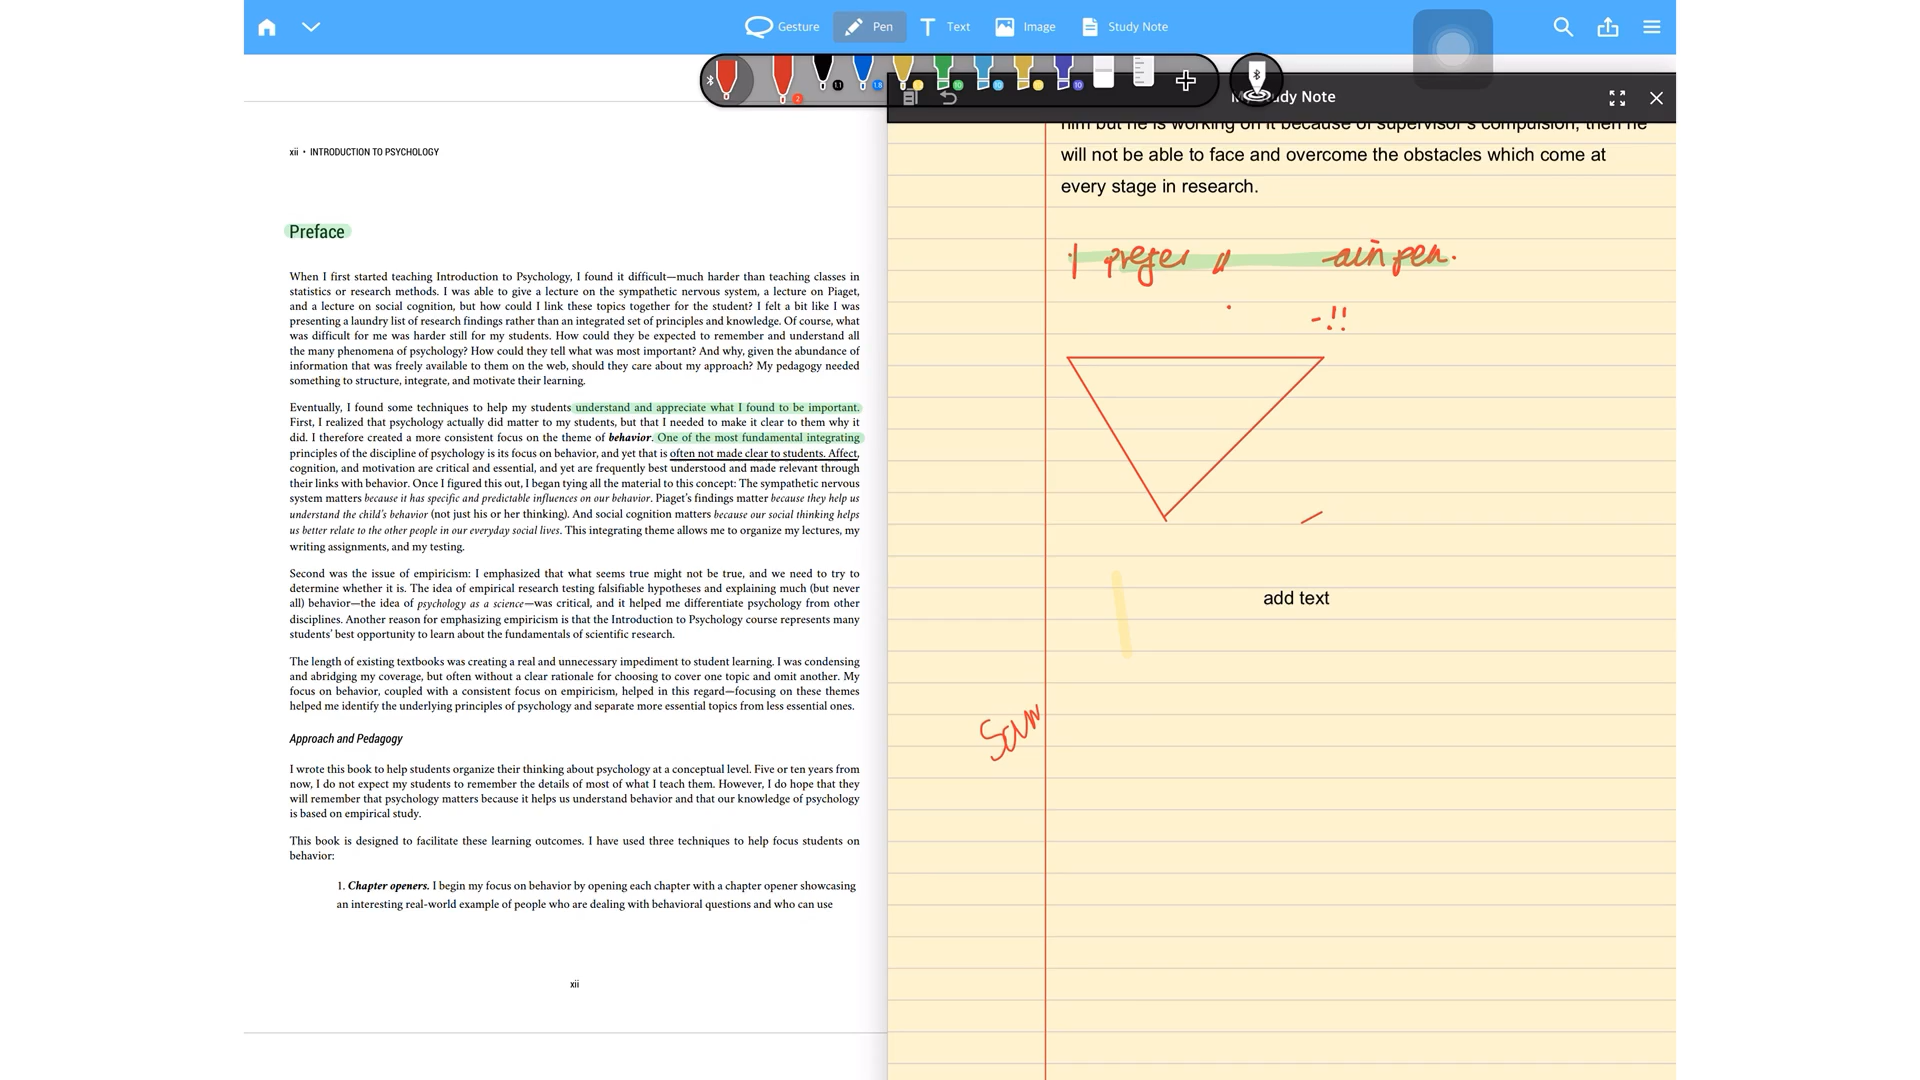 Gesture Pen Text Image Study Note
xii • INTRODUCTION TO PSYCHOLOGY
Preface
When I first started teaching Introduction to Psychology, I found it difficult—much harder than teaching classes in
statistics or research methods. I was able to give a lecture on the sympathetic nervous system, a lecture on Piaget,
and a lecture on social cognition, but how could I link these topics together for the student? I felt a bit like I was
presenting a laundry list of research findings rather than an integrated set of principles and knowledge. Of course, what
was difficult for me was harder still for my students. How could they be expected to remember and understand all
the many phenomena of psychology? How could they tell what was most important? And why, given the abundance of
information that was freely available to them on the web, should they care about my approach? My pedagogy needed
something to structure, integrate, and motivate their learning.
Eventually, I found some techniques to help my students understand and appreciate what I found to be important.
First, I realized that psychology actually did matter to my students, but that I needed to make it clear to them why it
did. I therefore created a more consistent focus on the theme of behavior. One of the most fundamental integrating
principles of the discipline of psychology is its focus on behavior, and yet that is often not made clear to students. Affect,
cognition, and motivation are critical and essential, and yet are frequently best understood and made relevant through
their links with behavior. Once I figured this out, I began tying all the material to this concept: The sympathetic nervous
system matters because it has specific and predictable influences on our behavior. Piaget's findings matter because they help us
understand the child's behavior (not just his or her thinking). And social cognition matters because our social thinking helps
us better relate to the other people in our everyday social lives. This integrating theme allows me to organize my lectures, my
writing assignments, and my testing.
Second was the issue of empiricism: I emphasized that what seems true might not be true, and we need to try to
determine whether it is. The idea of empirical research testing falsifiable hypotheses and explaining much (but never
all) behavior—the idea of psychology as a science—was critical, and it helped me differentiate psychology from other
disciplines. Another reason for emphasizing empiricism is that the Introduction to Psychology course represents many
students' best opportunity to learn about the fundamentals of scientific research.
The length of existing textbooks was creating a real and unnecessary impediment to student learning. I was condensing
and abridging my coverage, but often without a clear rationale for choosing to cover one topic and omit another. My
focus on behavior, coupled with a consistent focus on empiricism, helped in this regard—focusing on these themes
helped me identify the underlying principles of psychology and separate more essential topics from less essential ones.
Approach and Pedagogy
I wrote this book to help students organize their thinking about psychology at a conceptual level. Five or ten years from
now, I do not expect my students to remember the details of most of what I teach them. However, I do hope that they
will remember that psychology matters because it helps us understand behavior and that our knowledge of psychology
is based on empirical study.
This book is designed to facilitate these learning outcomes. I have used three techniques to help focus students on
behavior:
1. Chapter openers. I begin my focus on behavior by opening each chapter with a chapter opener showcasing
an interesting real-world example of people who are dealing with behavioral questions and who can use
xii
Study Note
him but he is working on it because of supervisor's compulsion, then he
will not be able to face and overcome the obstacles which come at
every stage in research.
I prefer pen.
-!!
add text